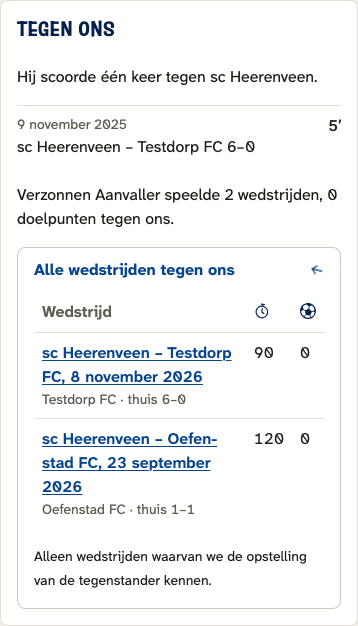 TEGEN ONS
Hij scoorde één keer tegen sc Heerenveen.
9 november 2025 5′
sc Heerenveen – Testdorp FC 6–0
Verzonnen Aanvaller speelde 2 wedstrijden, 0
doelpunten tegen ons.
Alle wedstrijden tegen ons
Wedstrijd
sc Heerenveen – Testdorp 90 0
FC, 8 november 2026
Testdorp FC · thuis 6–0
sc Heerenveen – Oefen- 120 0
stad FC, 23 september
2026
Oefenstad FC · thuis 1–1
Alleen wedstrijden waarvan we de opstelling
van de tegenstander kennen.